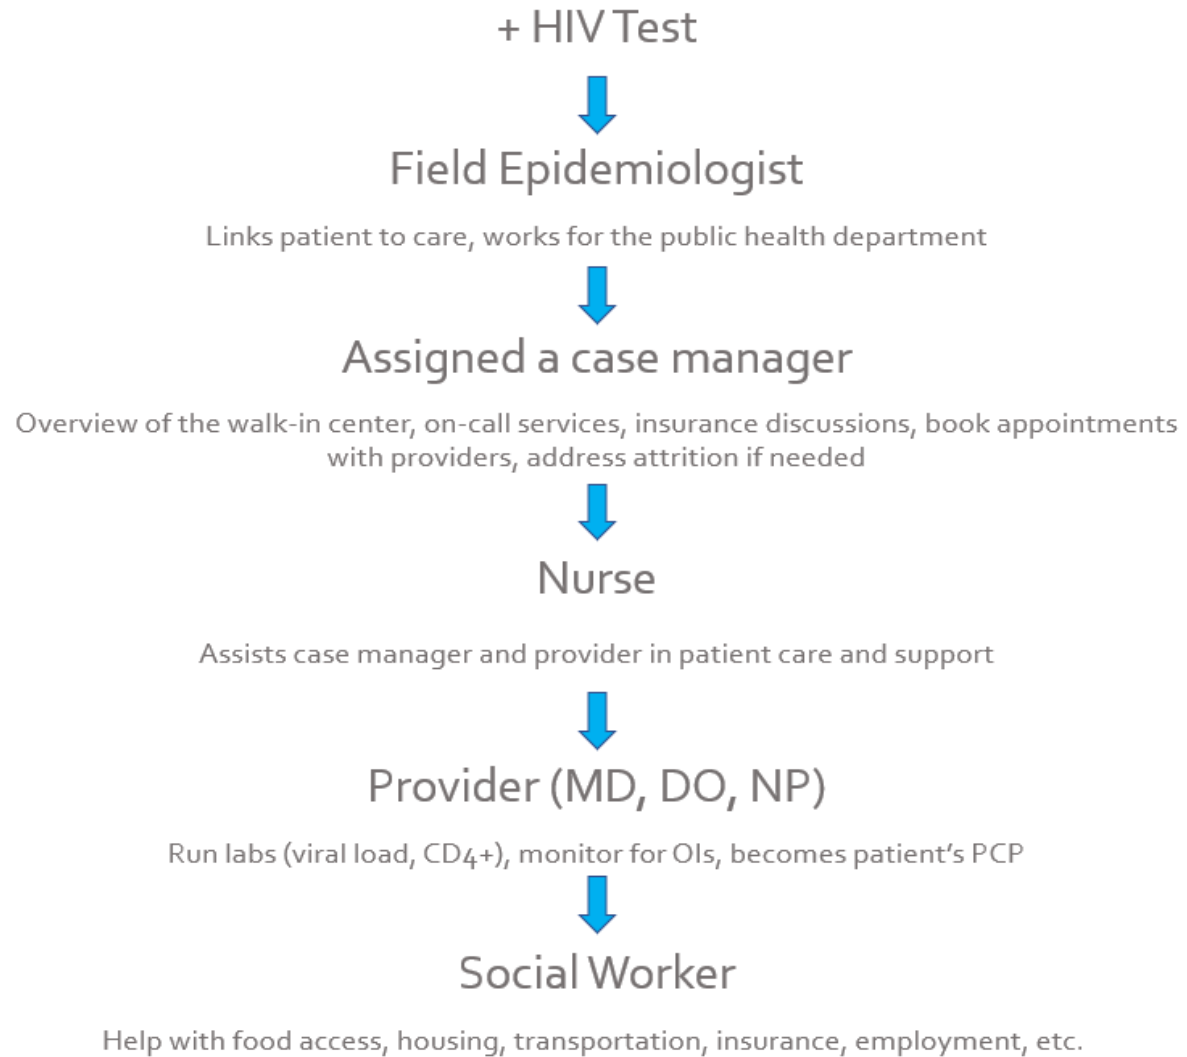 + HIV Test
Field Epidemiologist
Links patient to care, works for the public health department
Assigned a case manager
Overview of the walk-in center, on-call services, insurance discussions, book appointments
with providers, address attrition if needed
Nurse
Assists case manager and provider in patient care and support
Provider (MD, DO, NP)
Run labs (viral load, CD4+), monitor for OIs, becomes patient’s PCP
Social Worker
Help with food access, housing, transportation, insurance, employment, etc.